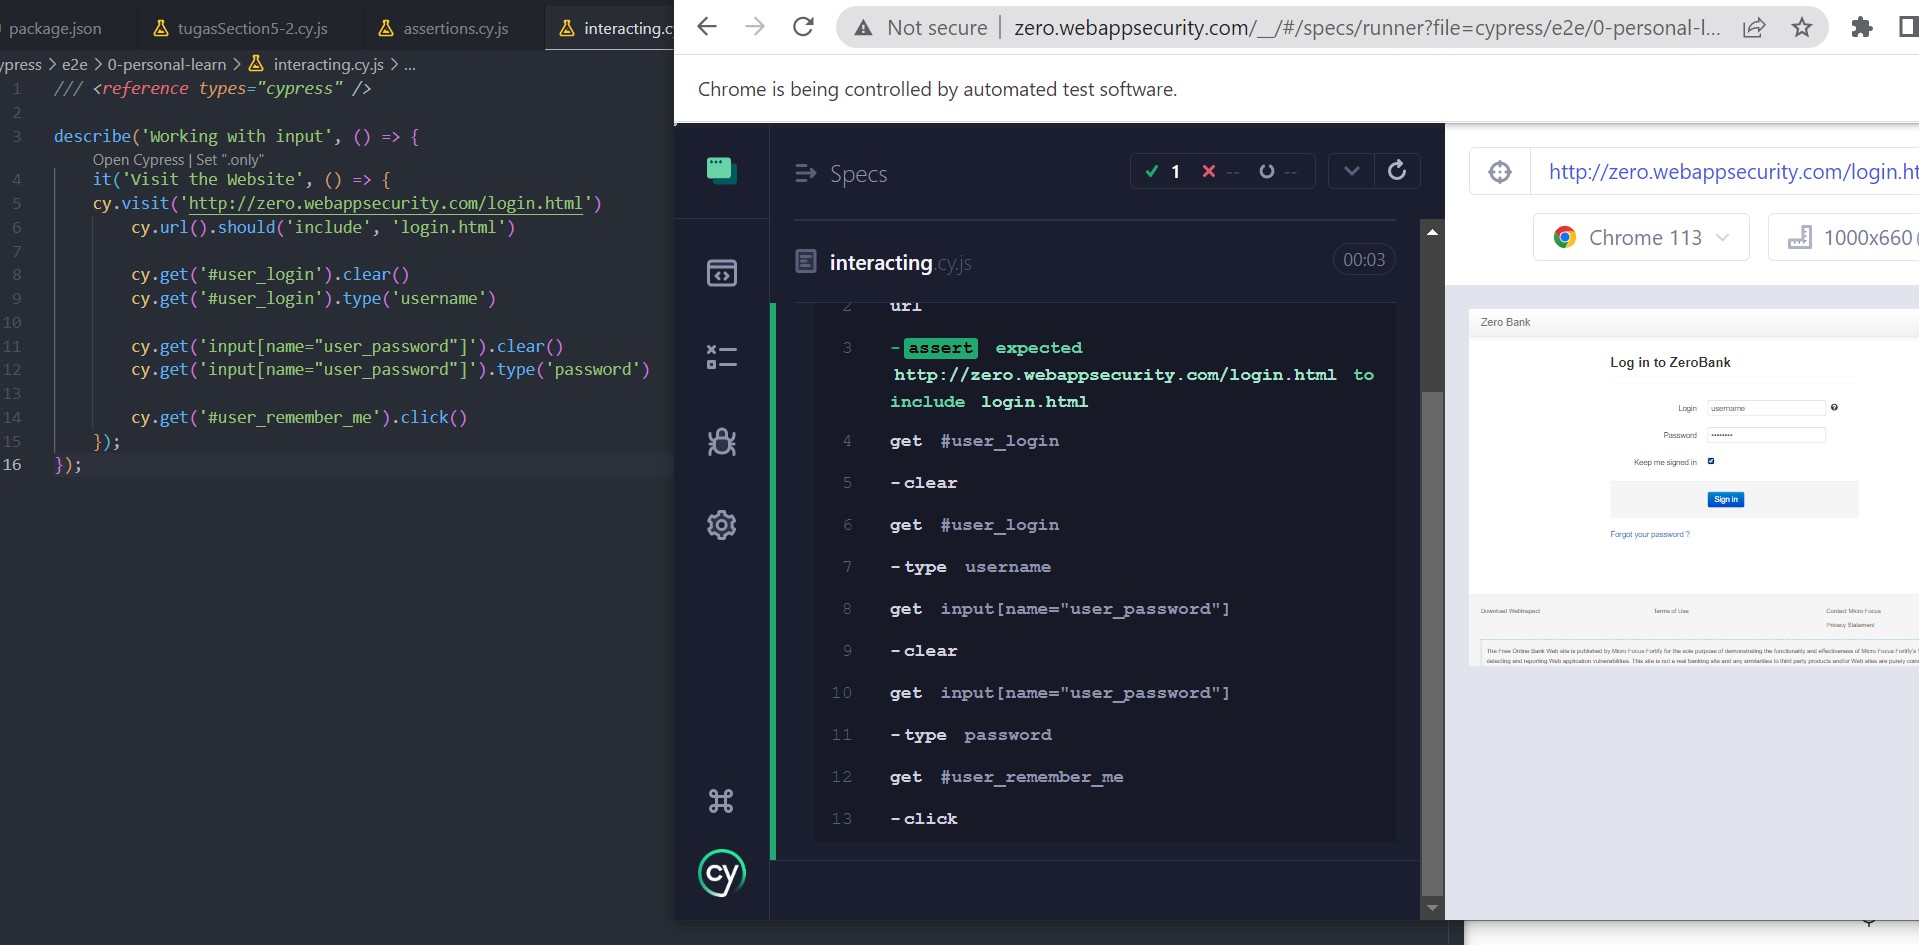 package.json
tugasSection5-2.cy.js
assertions.cy.js
interacting.cy
ypress > e2e > 0-personal-learn > interacting.cy.js > ...
1 /// <reference types="cypress" />
2
3 describe('Working with input', () => {
Open Cypress | Set ".only"
4 it('Visit the Website', () => {
5 cy.visit('http://zero.webappsecurity.com/login.html')
6 cy.url().should('include', 'login.html')
7
8 cy.get('#user_login').clear()
9 cy.get('#user_login').type('username')
10
11 cy.get('input[name="user_password"]').clear()
12 cy.get('input[name="user_password"]').type('password')
13
14 cy.get('#user_remember_me').click()
15 });
16 });
Not secure | zero.webappsecurity.com/__/#/specs/runner?file=cypress/e2e/0-personal-l...
Chrome is being controlled by automated test software.
Specs
1 -- --
interacting.cy.js 00:03
2 url
3 -assert expected
http://zero.webappsecurity.com/login.html to
include login.html
4 get #user_login
5 -clear
6 get #user_login
7 -type username
8 get input[name="user_password"]
9 -clear
10 get input[name="user_password"]
11 -type password
12 get #user_remember_me
13 -click
cy
http://zero.webappsecurity.com/login.ht
Chrome 113
1000x660 (
Zero Bank
Log in to ZeroBank
Login username
Password ••••••••
Keep me signed in
Sign in
Forgot your password ?
Download WebInspect
Terms of Use
Contact Micro Focus
Privacy Statement
The Free Online Bank Web site is published by Micro Focus Fortify for the sole purpose of demonstrating the functionality and effectiveness of Micro Focus Fortify's
detecting and reporting Web application vulnerabilities. This site is not a real banking site and any similarities to third party products and/or Web sites are purely